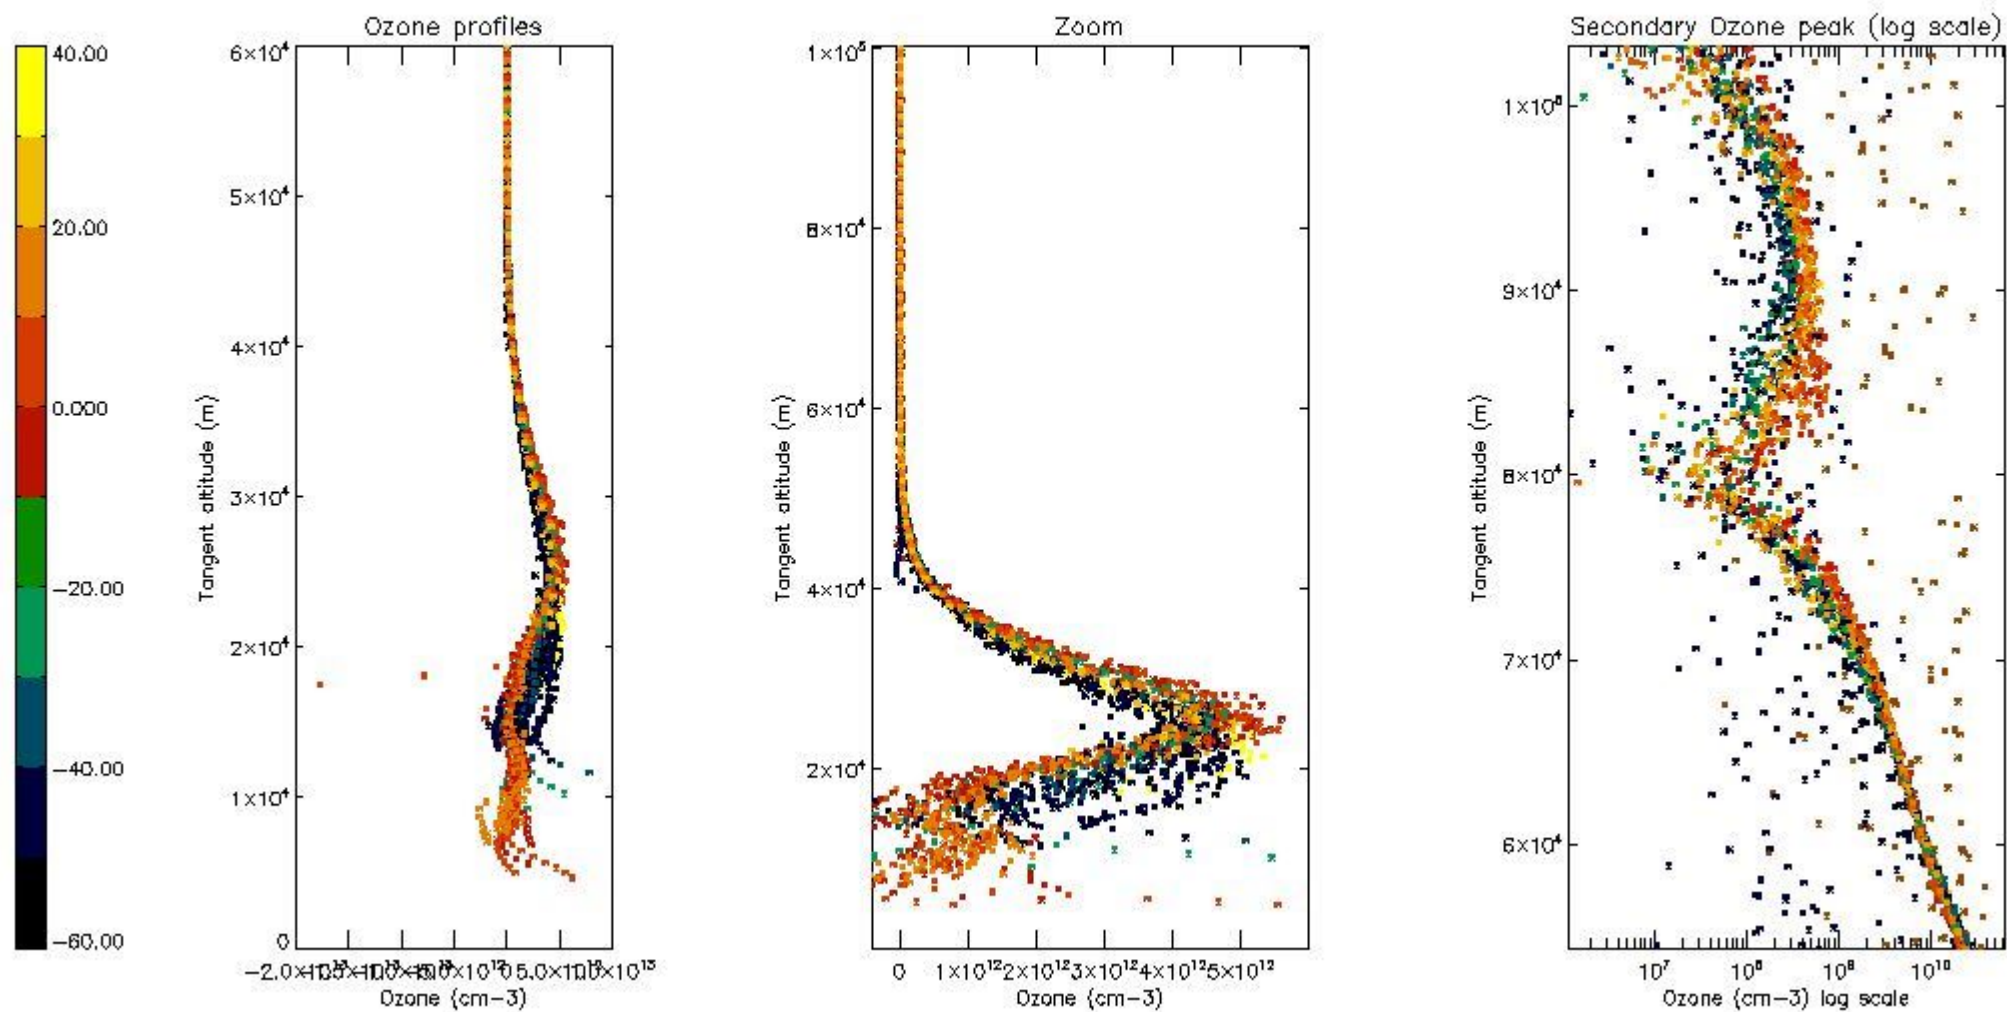 Ozone profiles
Zoom
Secondary Ozone peak (log scale)
40.00
20.00
0.000
−20.00
−40.00
−60.00
6×10⁴
5×10⁴
4×10⁴
3×10⁴
2×10⁴
1×10⁴
0
Tangent altitude (m)
5.0×10¹²
Ozone (cm−3)
1×10⁵
8×10⁴
6×10⁴
4×10⁴
2×10⁴
Tangent altitude (m)
0 1×10¹² 2×10¹² 3×10¹² 4×10¹² 5×10¹²
Ozone (cm−3)
9×10⁴
8×10⁴
7×10⁴
6×10⁴
Tangent altitude (m)
10⁷ 10¹⁰
Ozone (cm−3) log scale